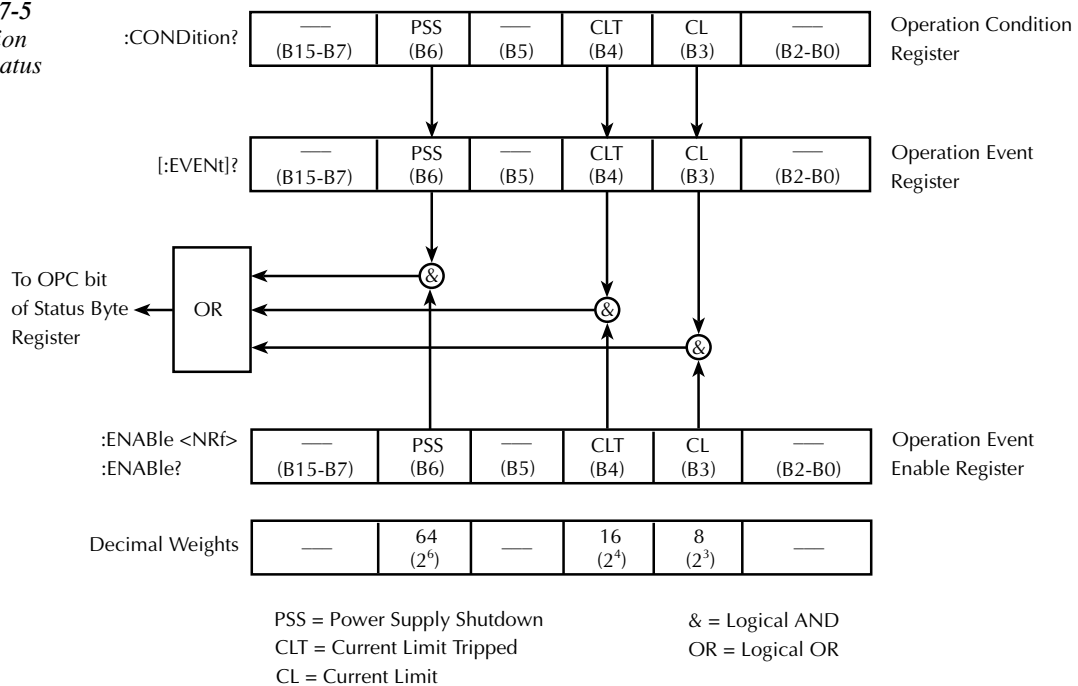 7-5
ion
atus
:CONDition?
— PSS — CLT CL —
(B15-B7) (B6) (B5) (B4) (B3) (B2-B0)
Operation Condition
Register
[:EVENt]?
— PSS — CLT CL —
(B15-B7) (B6) (B5) (B4) (B3) (B2-B0)
Operation Event
Register
&
To OPC bit
of Status Byte
Register
OR
&
&
:ENABle <NRf>
:ENABle?
— PSS — CLT CL —
(B15-B7) (B6) (B5) (B4) (B3) (B2-B0)
Operation Event
Enable Register
Decimal Weights
— 64 — 16 8 —
(2⁶) (2⁴) (2³)
PSS = Power Supply Shutdown
CLT = Current Limit Tripped
CL = Current Limit
& = Logical AND
OR = Logical OR